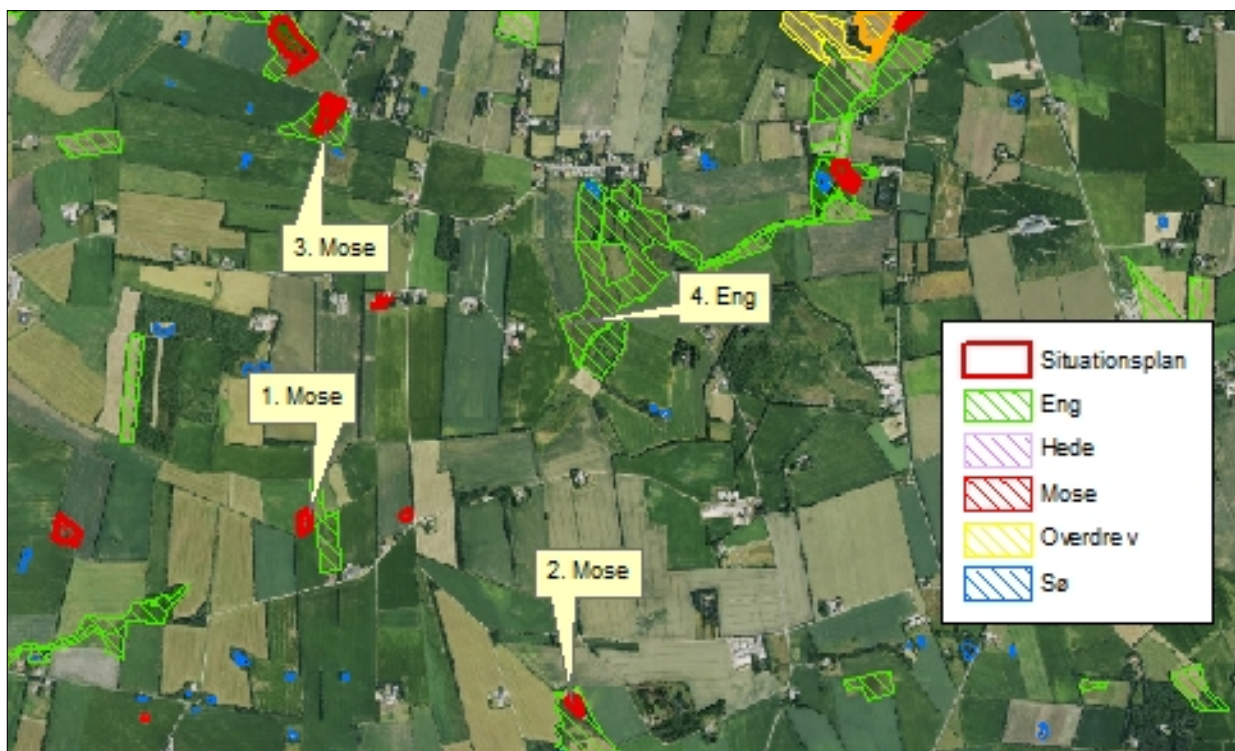 3. Mose
4. Eng
1. Mose
2. Mose
Situationsplan
Eng
Hede
Mose
Overdre v
Sø